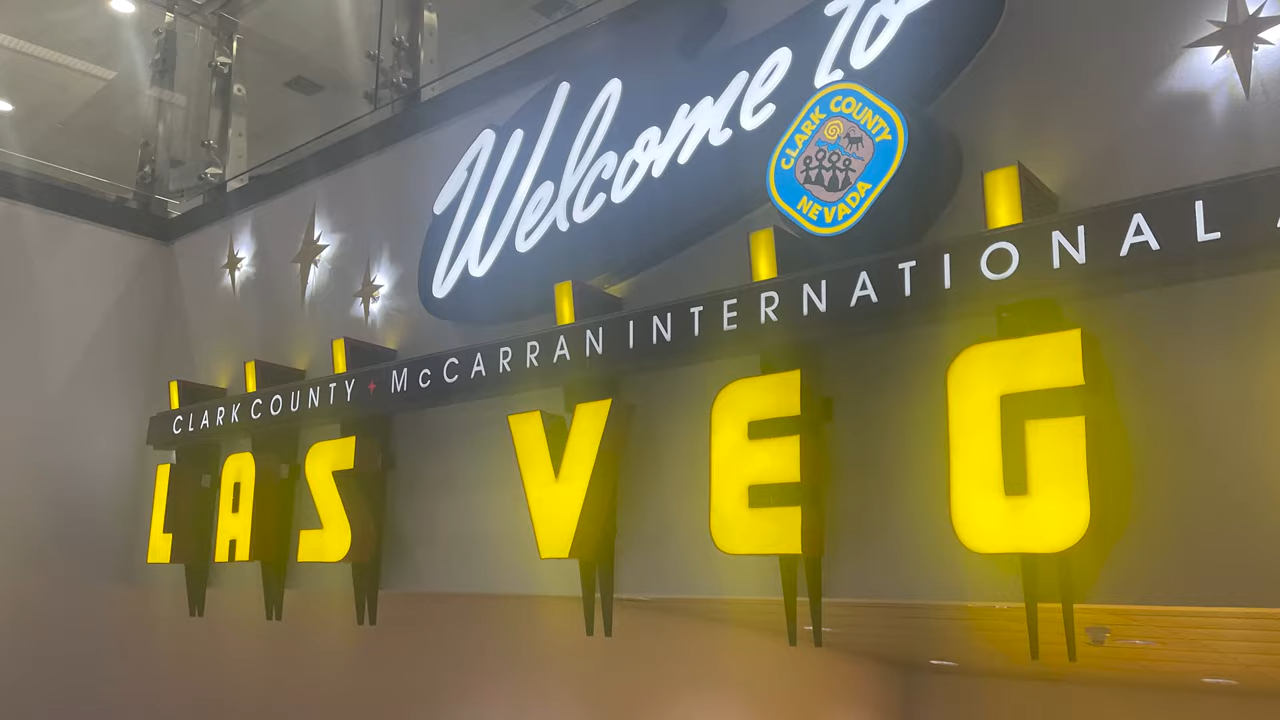 Welcome to
CLARK COUNTY
NEVADA
CLARK COUNTY McCARRAN INTERNATIONAL
LAS VEG